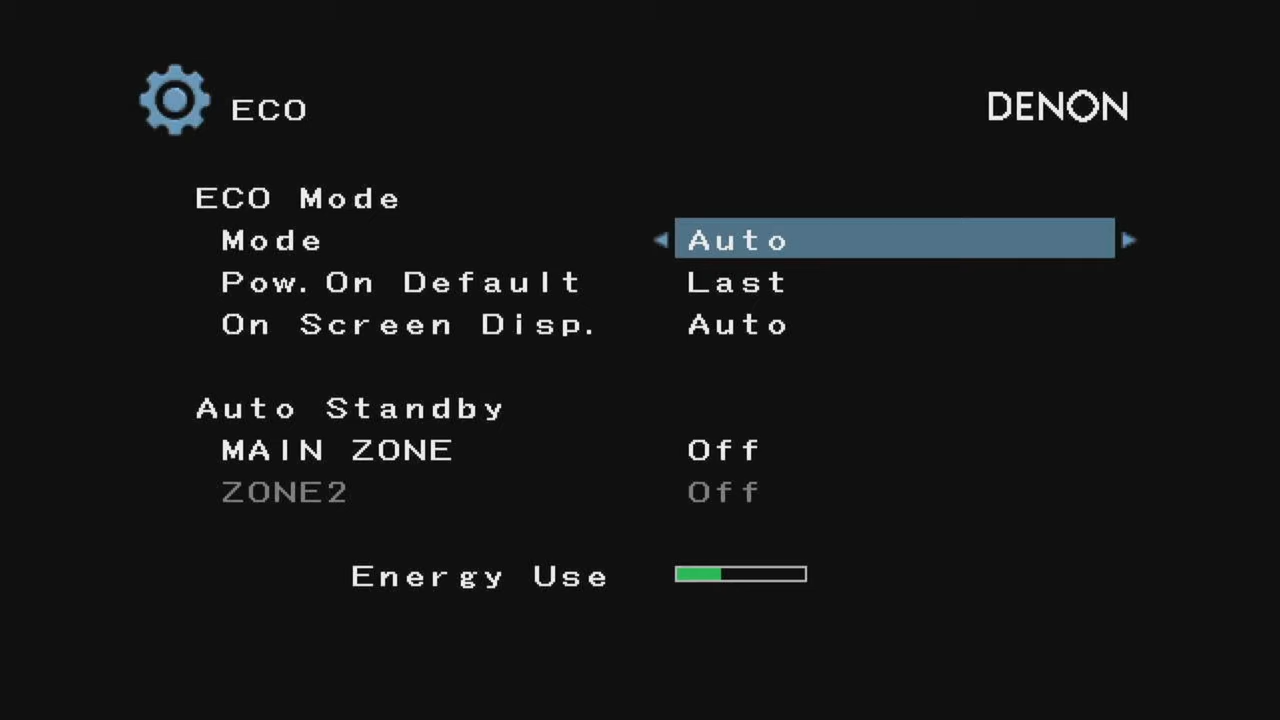 ECO
DENON
ECO Mode
Mode Auto
Pow. On Default Last
On Screen Disp. Auto
Auto Standby
MAIN ZONE Off
ZONE2 Off
Energy Use